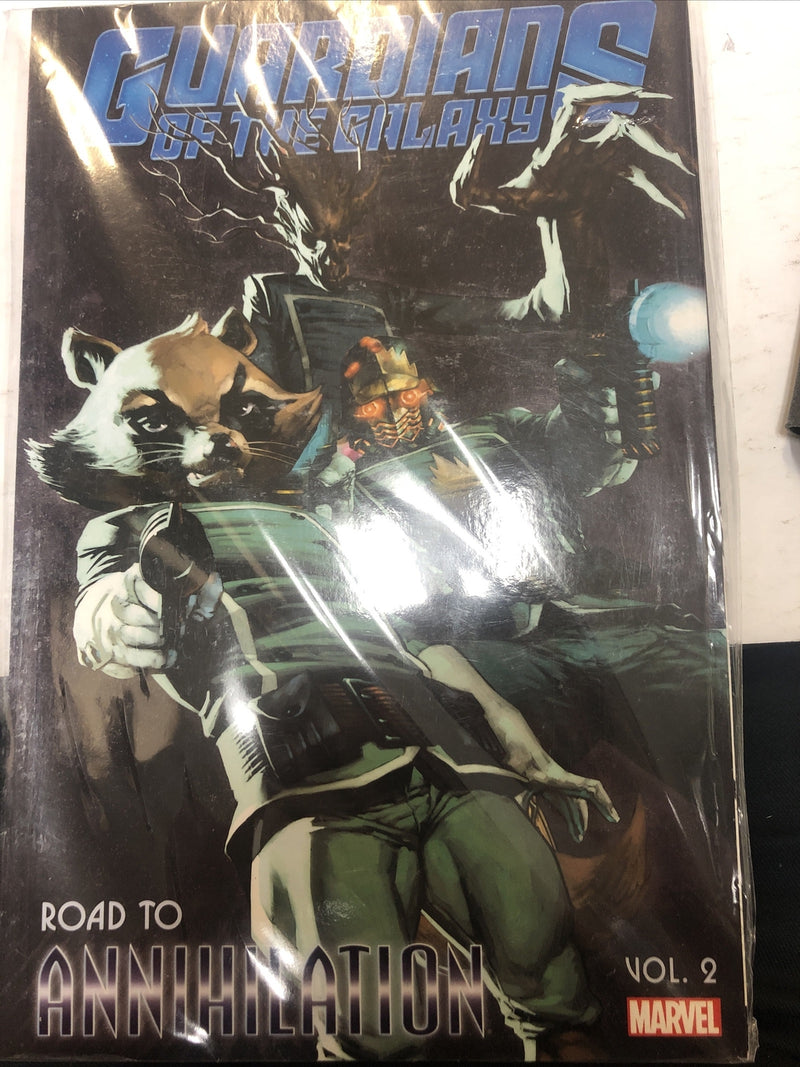 GUARDIANS
OF THE GALAXY
ROAD TO
ANNIHILATION
VOL. 2
MARVEL